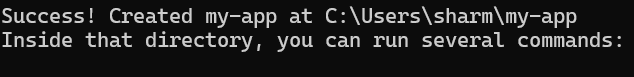 Success! Created my-app at C:\Users\sharm\my-app
Inside that directory, you can run several commands: